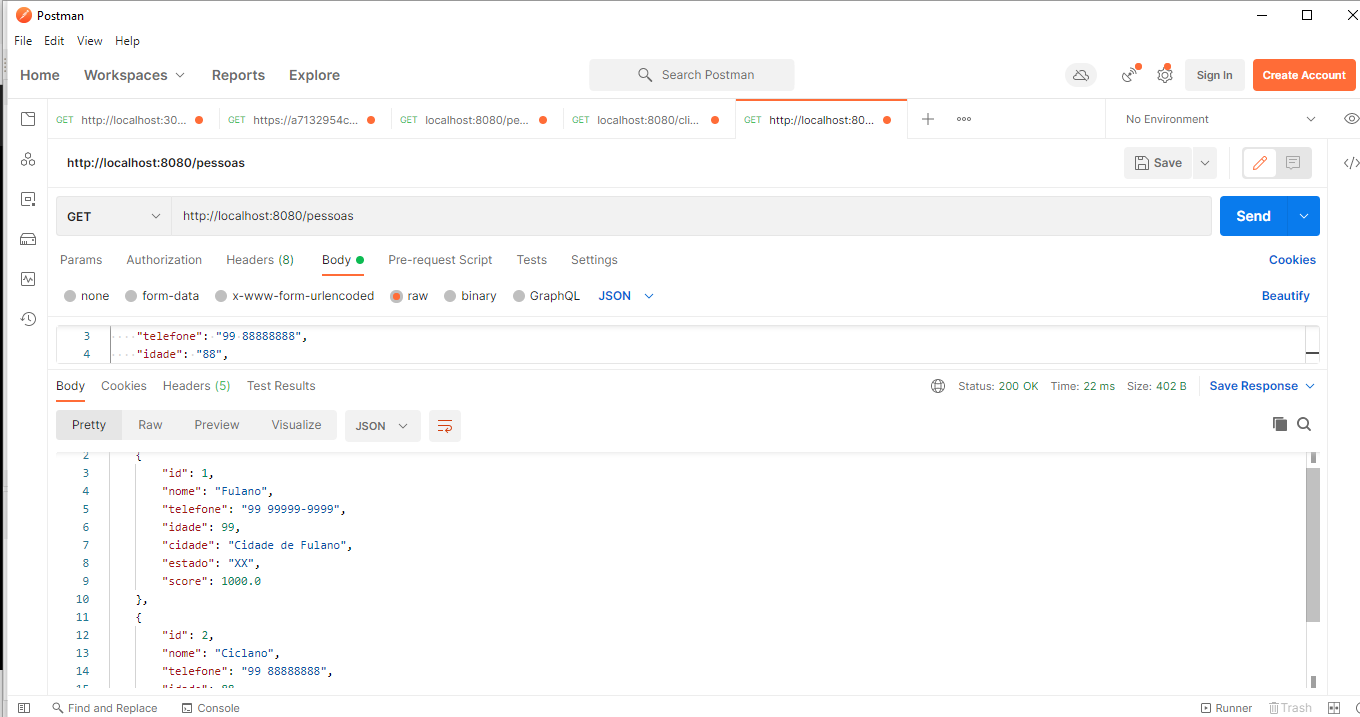 Postman
File Edit View Help
Home Workspaces Reports Explore Search Postman Sign In Create Account
GET http://localhost:30... GET https://a7132954c... GET localhost:8080/pe... GET localhost:8080/cli... GET http://localhost:80... No Environment
http://localhost:8080/pessoas Save
GET http://localhost:8080/pessoas Send
Params Authorization Headers (8) Body Pre-request Script Tests Settings Cookies
none form-data x-www-form-urlencoded raw binary GraphQL JSON Beautify
3 "telefone": "99 88888888",
4 "idade": "88",
Body Cookies Headers (5) Test Results Status: 200 OK Time: 22 ms Size: 402 B Save Response
Pretty Raw Preview Visualize JSON
2 {
3 "id": 1,
4 "nome": "Fulano",
5 "telefone": "99 99999-9999",
6 "idade": 99,
7 "cidade": "Cidade de Fulano",
8 "estado": "XX",
9 "score": 1000.0
10 },
11 {
12 "id": 2,
13 "nome": "Ciclano",
14 "telefone": "99 88888888",
15 "idade": 88
Find and Replace Console Runner Trash